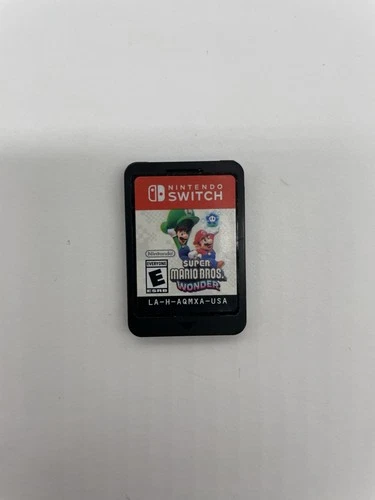 NINTENDO
SWITCH
Nintendo
SUPER
MARIO BROS.
WONDER
EVERYONE
E
ESRB
LA-H-AQMXA-USA